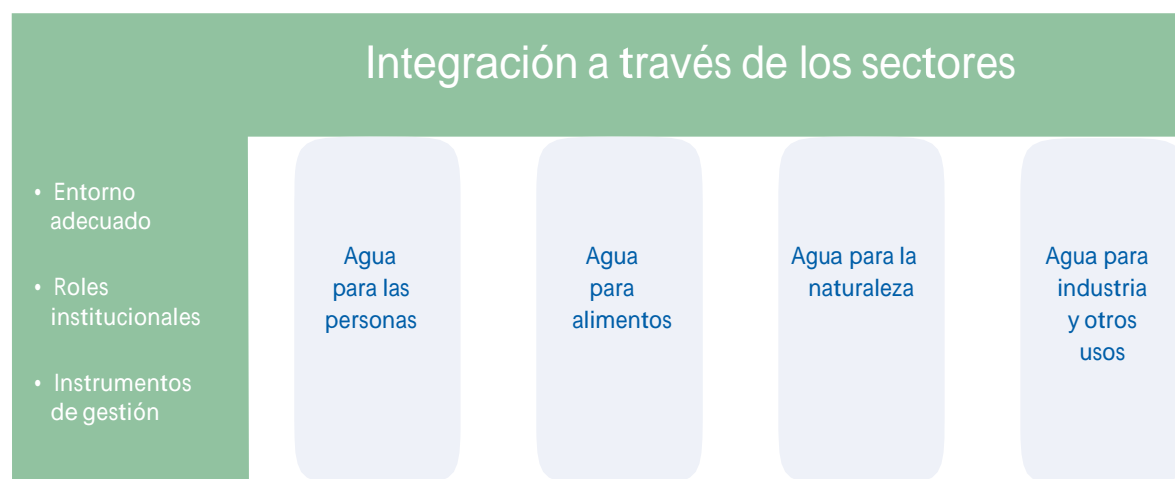 Integración a través de los sectores
• Entorno
adecuado
• Roles
institucionales
• Instrumentos
de gestión
Agua
para las
personas
Agua
para
alimentos
Agua para la
naturaleza
Agua para
industria
y otros
usos